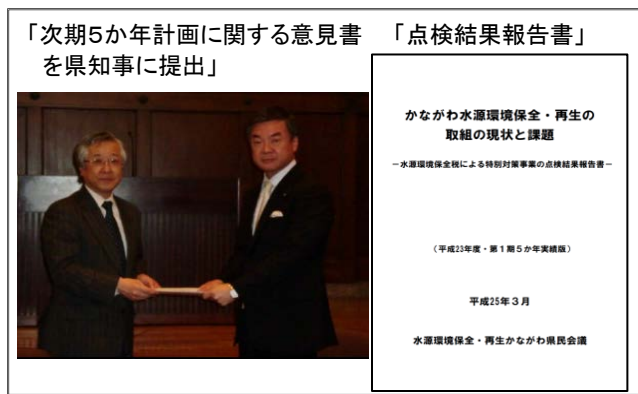 「次期５か年計画に関する意見書
を県知事に提出」
「点検結果報告書」
かながわ水源環境保全・再生の
取組の現状と課題
－水源環境保全税による特別対策事業の点検結果報告書－
（平成23年度・第１期５か年実績版）
平成25年３月
水源環境保全・再生かながわ県民会議